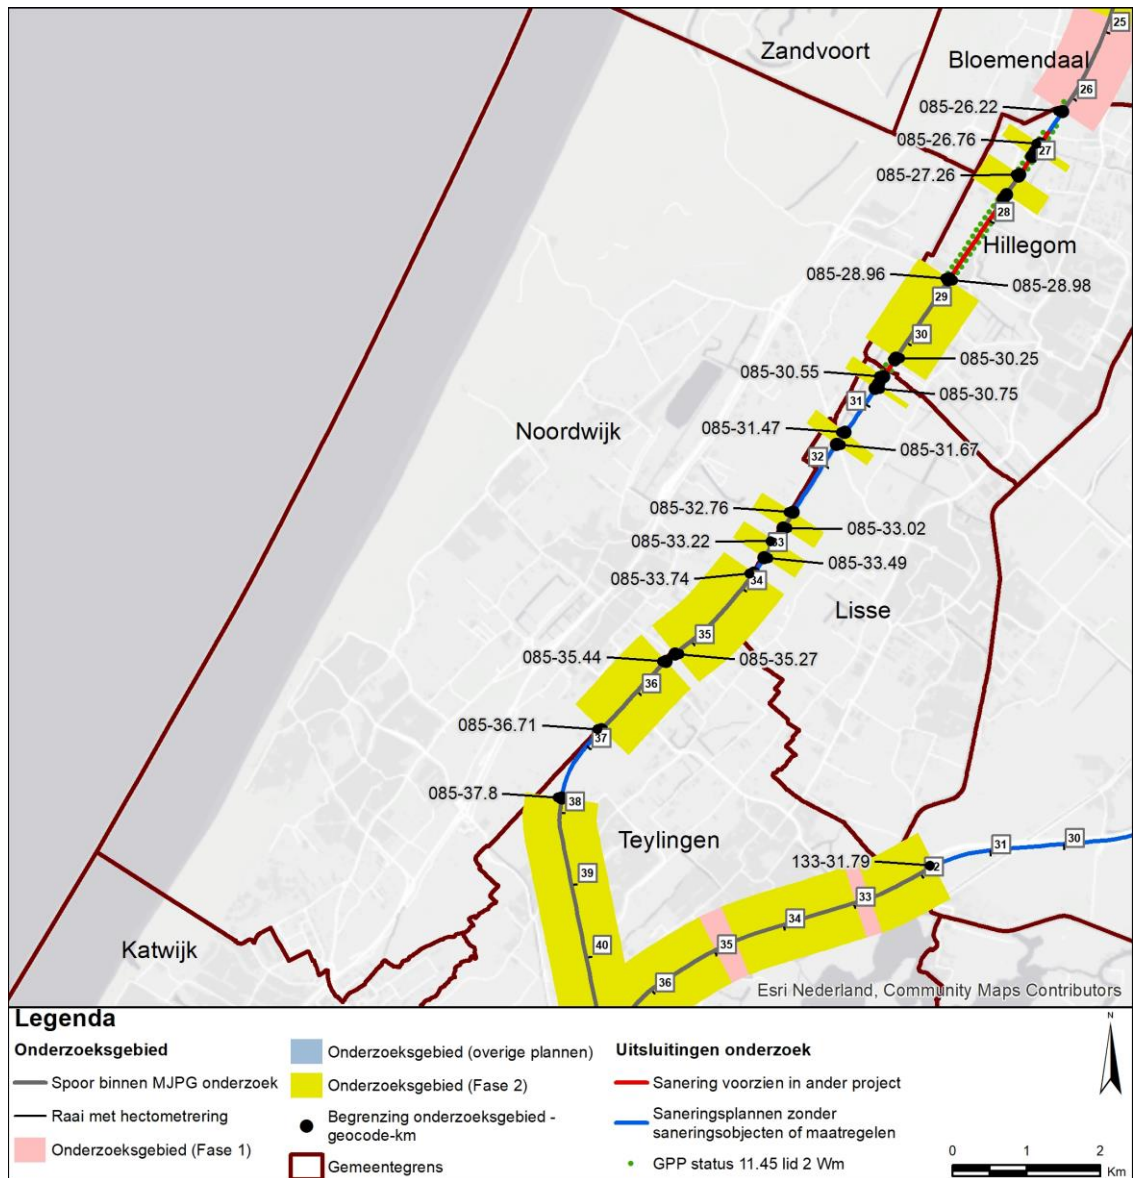 Zandvoort
Bloemendaal
25
26
085-26.22
085-26.76
27
085-27.26
28
Hillegom
085-28.96
085-28.98
29
30
085-30.25
085-30.55
085-30.75
31
085-31.47
Noordwijk
085-31.67
32
085-32.76
085-33.02
085-33.22
33
085-33.49
085-33.74
34
Lisse
35
085-35.44
085-35.27
36
085-36.71
37
085-37.8
38
Teylingen
31
30
133-31.79
39
33
34
Katwijk
40
35
36
Esri Nederland, Community Maps Contributors
Legenda
Onderzoeksgebied
Spoor binnen MJPG onderzoek
Raai met hectometrering
Onderzoeksgebied (Fase 1)
Onderzoeksgebied (overige plannen)
Onderzoeksgebied (Fase 2)
Begrenzing onderzoeksgebied -
geocode-km
Gemeentegrens
Uitsluitingen onderzoek
Sanering voorzien in ander project
Saneringsplannen zonder
saneringsobjecten of maatregelen
GPP status 11.45 lid 2 Wm
N
0 1 2
Km